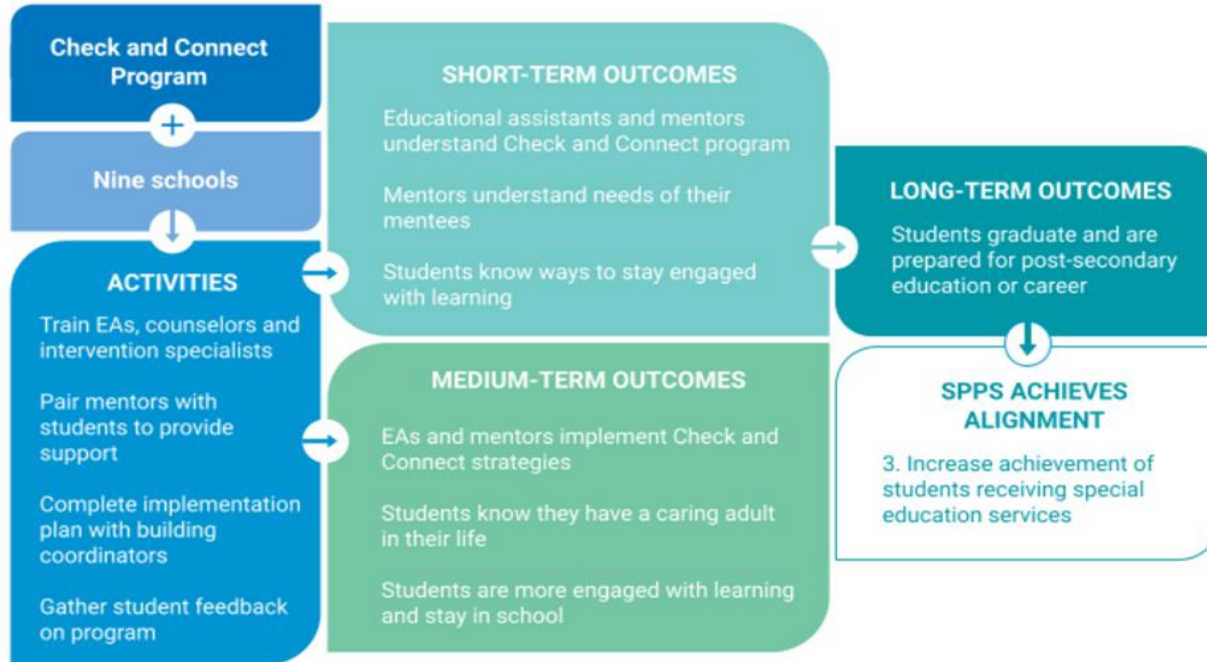 Check and Connect
Program
+
Nine schools
ACTIVITIES
Train EAs, counselors and
intervention specialists
Pair mentors with
students to provide
support
Complete implementation
plan with building
coordinators
Gather student feedback
on program
SHORT-TERM OUTCOMES
Educational assistants and mentors
understand Check and Connect program
Mentors understand needs of their
mentees
Students know ways to stay engaged
with learning
MEDIUM-TERM OUTCOMES
EAs and mentors implement Check and
Connect strategies
Students know they have a caring adult
in their life
Students are more engaged with learning
and stay in school
LONG-TERM OUTCOMES
Students graduate and are
prepared for post-secondary
education or career
SPPS ACHIEVES
ALIGNMENT
3. Increase achievement of
students receiving special
education services